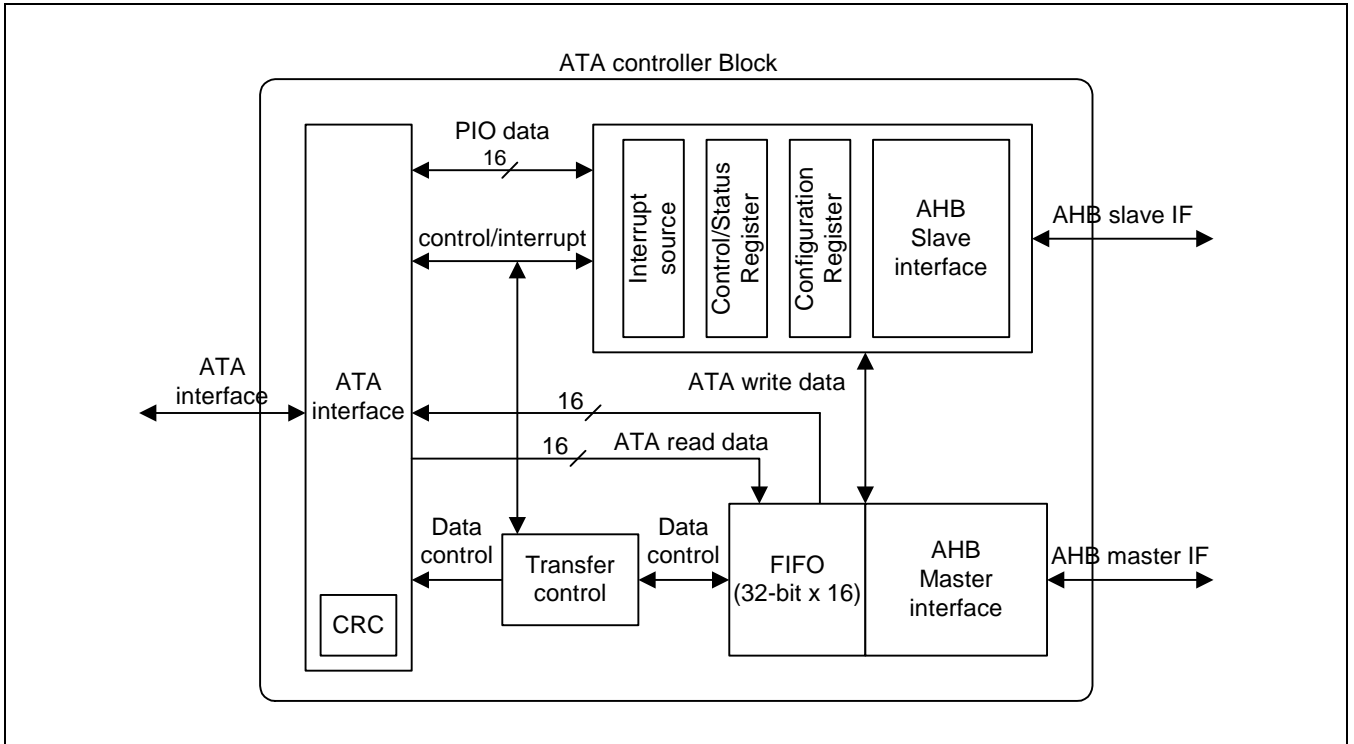 ATA controller Block
PIO data
16
control/interrupt
Interrupt
source
Control/Status
Register
Configuration
Register
AHB
Slave
interface
AHB slave IF
ATA
interface
ATA
interface
ATA write data
16
16
ATA read data
Data
control
Transfer
control
Data
control
FIFO
(32-bit x 16)
AHB
Master
interface
AHB master IF
CRC